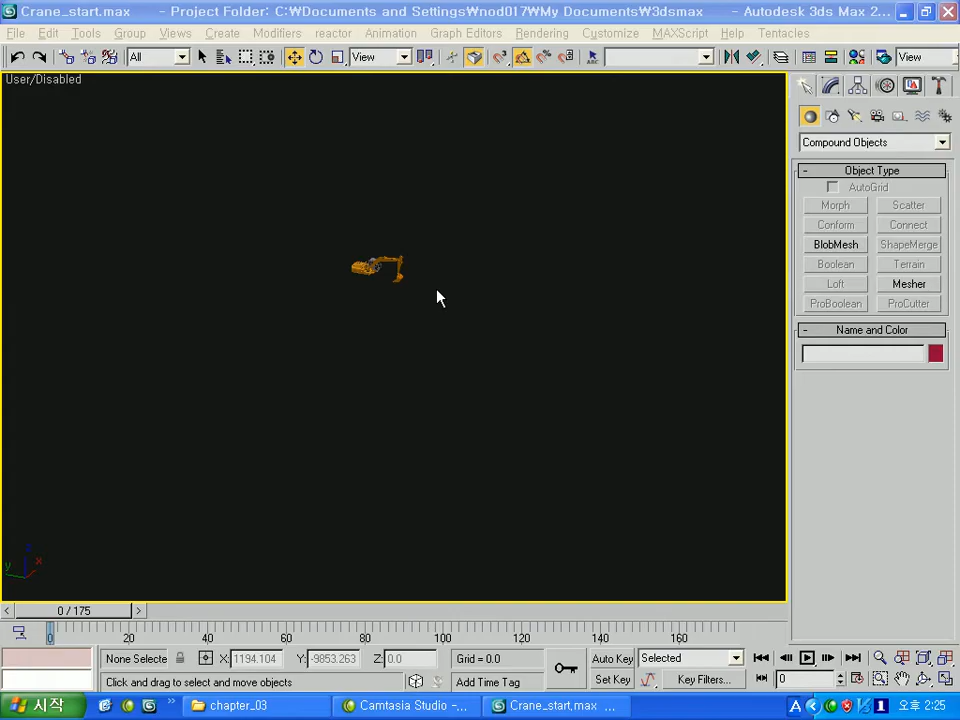 Crane_start.max - Project Folder: C:₩Documents and Settings₩nod017₩My Documents₩3dsmax - Autodesk 3ds Max 2...
File Edit Tools Group Views Create Modifiers reactor Animation Graph Editors Rendering Customize MAXScript Help Tentacles
All View View
User/Disabled
Compound Objects
- Object Type
AutoGrid
Morph Scatter
Conform Connect
BlobMesh ShapeMerge
Boolean Terrain
Loft Mesher
ProBoolean ProCutter
- Name and Color
z
y x
< 0 / 175 >
0 20 40 60 80 100 120 140 160
None Selecte X: 1194.104 Y: -9853.263 Z: 0.0 Grid = 0.0 Auto Key Selected
Click and drag to select and move objects Add Time Tag Set Key Key Filters... 0
시작 chapter_03 Camtasia Studio -... Crane_start,max ... A 오후 2:25